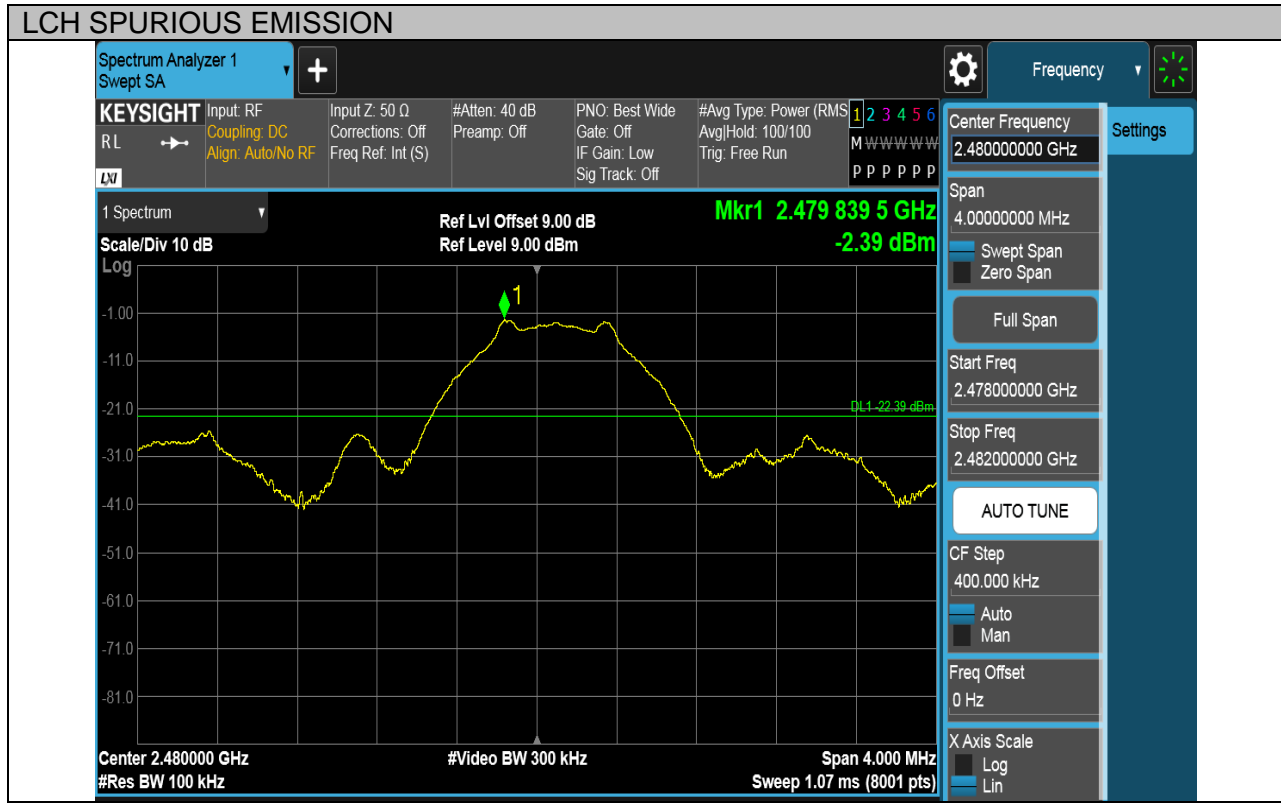 LCH SPURIOUS EMISSION
Spectrum Analyzer 1
Swept SA
+
Frequency
KEYSIGHT
RL
LXI
Input: RF
Coupling: DC
Align: Auto/No RF
Input Z: 50 Ω
Corrections: Off
Freq Ref: Int (S)
#Atten: 40 dB
Preamp: Off
PNO: Best Wide
Gate: Off
IF Gain: Low
Sig Track: Off
#Avg Type: Power (RMS
Avg|Hold: 100/100
Trig: Free Run
1 2 3 4 5 6
M W W W W W
P P P P P P
1 Spectrum
Scale/Div 10 dB
Log
Ref Lvl Offset 9.00 dB
Ref Level 9.00 dBm
Mkr1 2.479 839 5 GHz
-2.39 dBm
1
-1.00
-11.0
-21.0
DL1 -22.39 dBm
-31.0
-41.0
-51.0
-61.0
-71.0
-81.0
Center 2.480000 GHz
#Res BW 100 kHz
#Video BW 300 kHz
Span 4.000 MHz
Sweep 1.07 ms (8001 pts)
Center Frequency
2.480000000 GHz
Settings
Span
4.00000000 MHz
Swept Span
Zero Span
Full Span
Start Freq
2.478000000 GHz
Stop Freq
2.482000000 GHz
AUTO TUNE
CF Step
400.000 kHz
Auto
Man
Freq Offset
0 Hz
X Axis Scale
Log
Lin